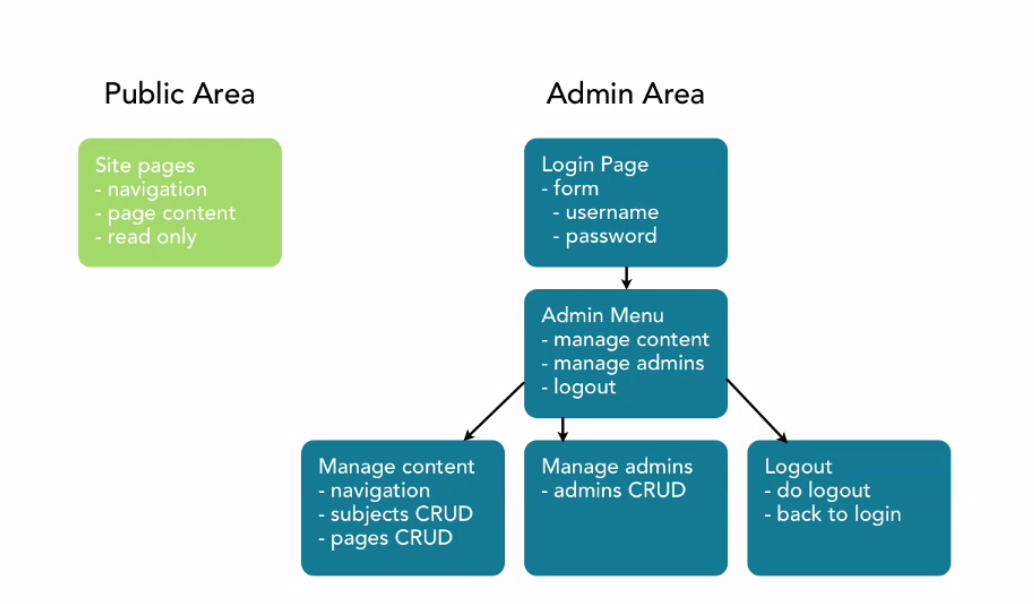 Public Area
Site pages
- navigation
- page content
- read only
Admin Area
Login Page
- form
- username
- password
Admin Menu
- manage content
- manage admins
- logout
Manage content
- navigation
- subjects CRUD
- pages CRUD
Manage admins
- admins CRUD
Logout
- do logout
- back to login